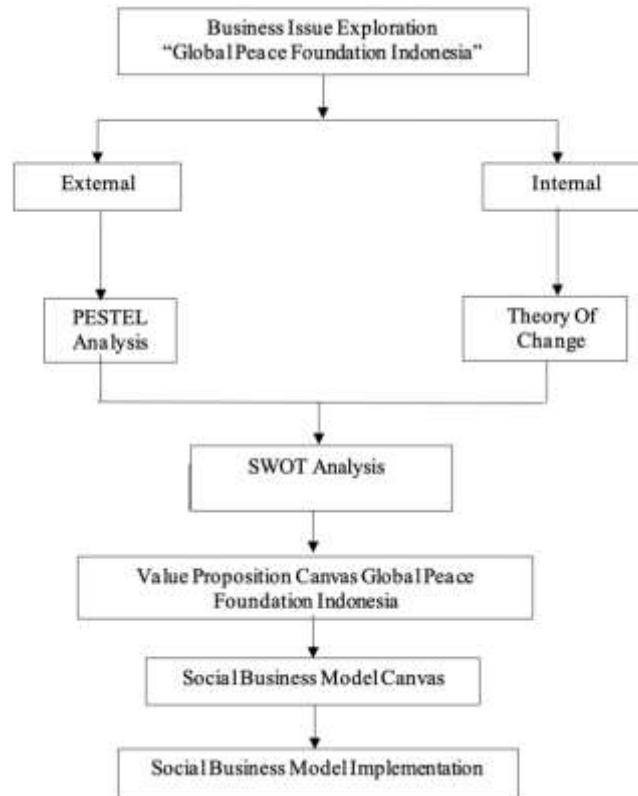 Business Issue Exploration
“Global Peace Foundation Indonesia”
External
Internal
PESTEL
Analysis
Theory Of
Change
SWOT Analysis
Value Proposition Canvas Global Peace
Foundation Indonesia
Social Business Model Canvas
Social Business Model Implementation